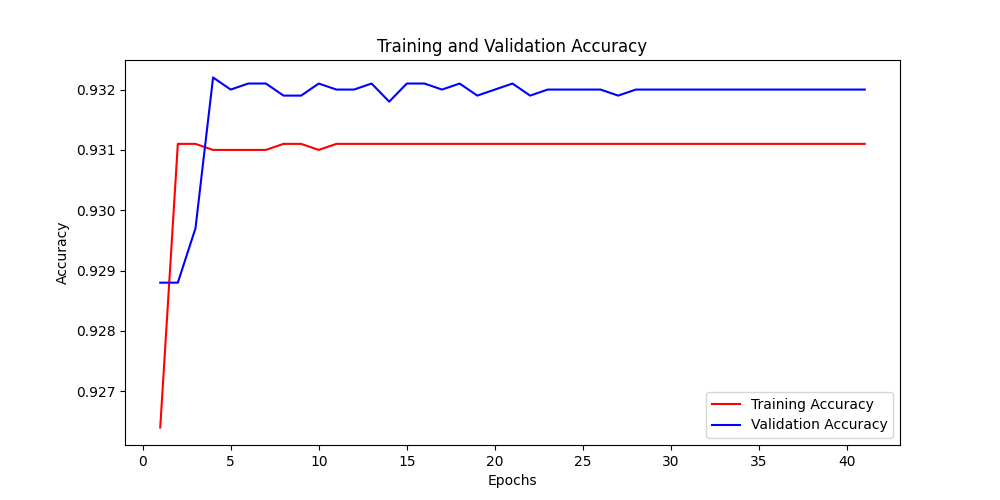 Training and Validation Accuracy
Accuracy
0.932
0.931
0.930
0.929
0.928
0.927
0 5 10 15 20 25 30 35 40
Epochs
Training Accuracy
Validation Accuracy